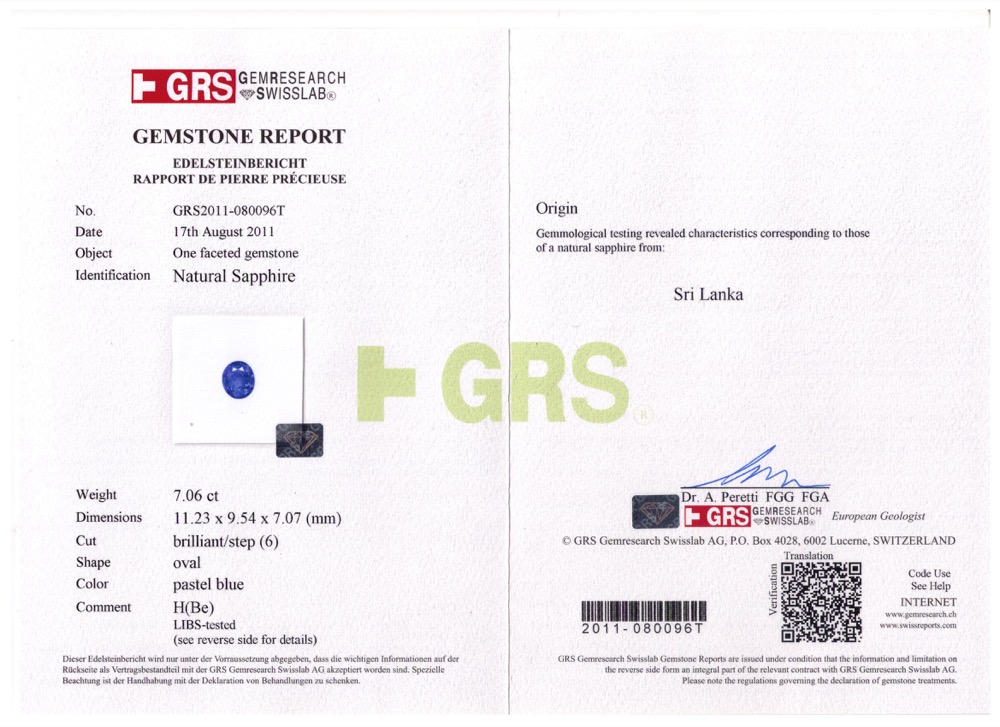 GRS GEMRESEARCH
SWISSLAB®
GEMSTONE REPORT
EDELSTEINBERICHT
RAPPORT DE PIERRE PRÉCIEUSE
No. GRS2011-080096T
Date 17th August 2011
Object One faceted gemstone
Identification Natural Sapphire
Weight 7.06 ct
Dimensions 11.23 x 9.54 x 7.07 (mm)
Cut brilliant/step (6)
Shape oval
Color pastel blue
Comment H(Be)
LIBS-tested
(see reverse side for details)
Dieser Edelsteinbericht wird nur unter der Vorraussetzung abgegeben, dass die wichtigen Informationen auf der
Rückseite als Vertragsbestandteil mit der GRS Gemresearch Swisslab AG akzeptiert worden sind. Spezielle
Beachtung ist der Handhabung mit der Deklaration von Behandlungen zu schenken.
GRS®
Origin
Gemmological testing revealed characteristics corresponding to those
of a natural sapphire from:
Sri Lanka
Dr. A. Peretti FGG FGA
GRS GEMRESEARCH
SWISSLAB®
European Geologist
© GRS Gemresearch Swisslab AG, P.O. Box 4028, 6002 Lucerne, SWITZERLAND
Translation
Verification
Code Use
See Help
INTERNET
www.gemresearch.ch
www.swissreports.com
2011-080096T
GRS Gemresearch Swisslab Gemstone Reports are issued under condition that the information and limitation on
the reverse side form an integral part of the relevant contract with GRS Gemresearch Swisslab AG.
Please note the regulations governing the declaration of gemstone treatments.